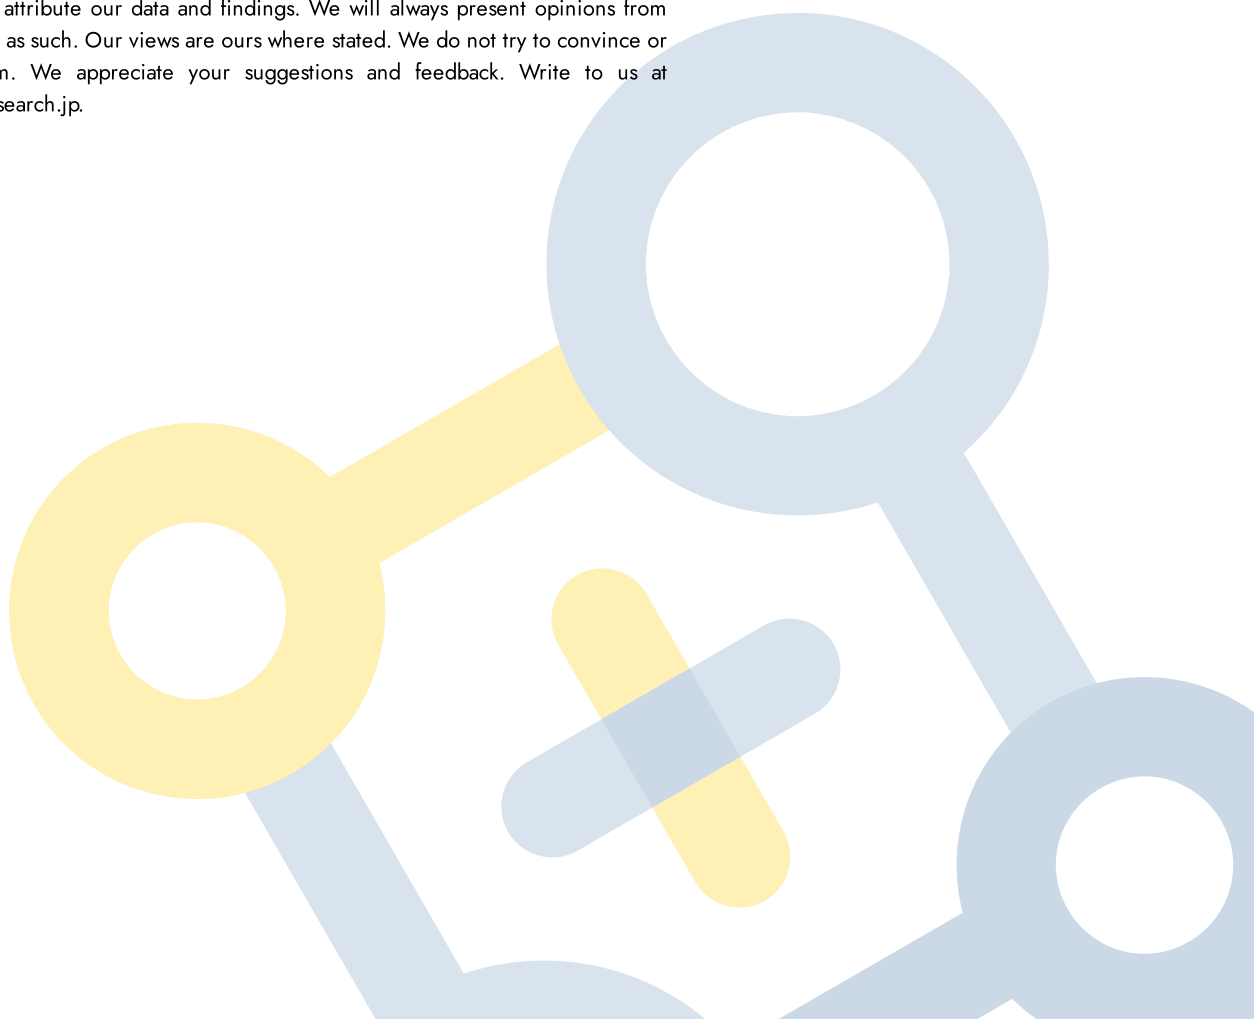 attribute our data and findings. We will always present opinions from
as such. Our views are ours where stated. We do not try to convince or
We appreciate your suggestions and feedback. Write to us at
search.jp.